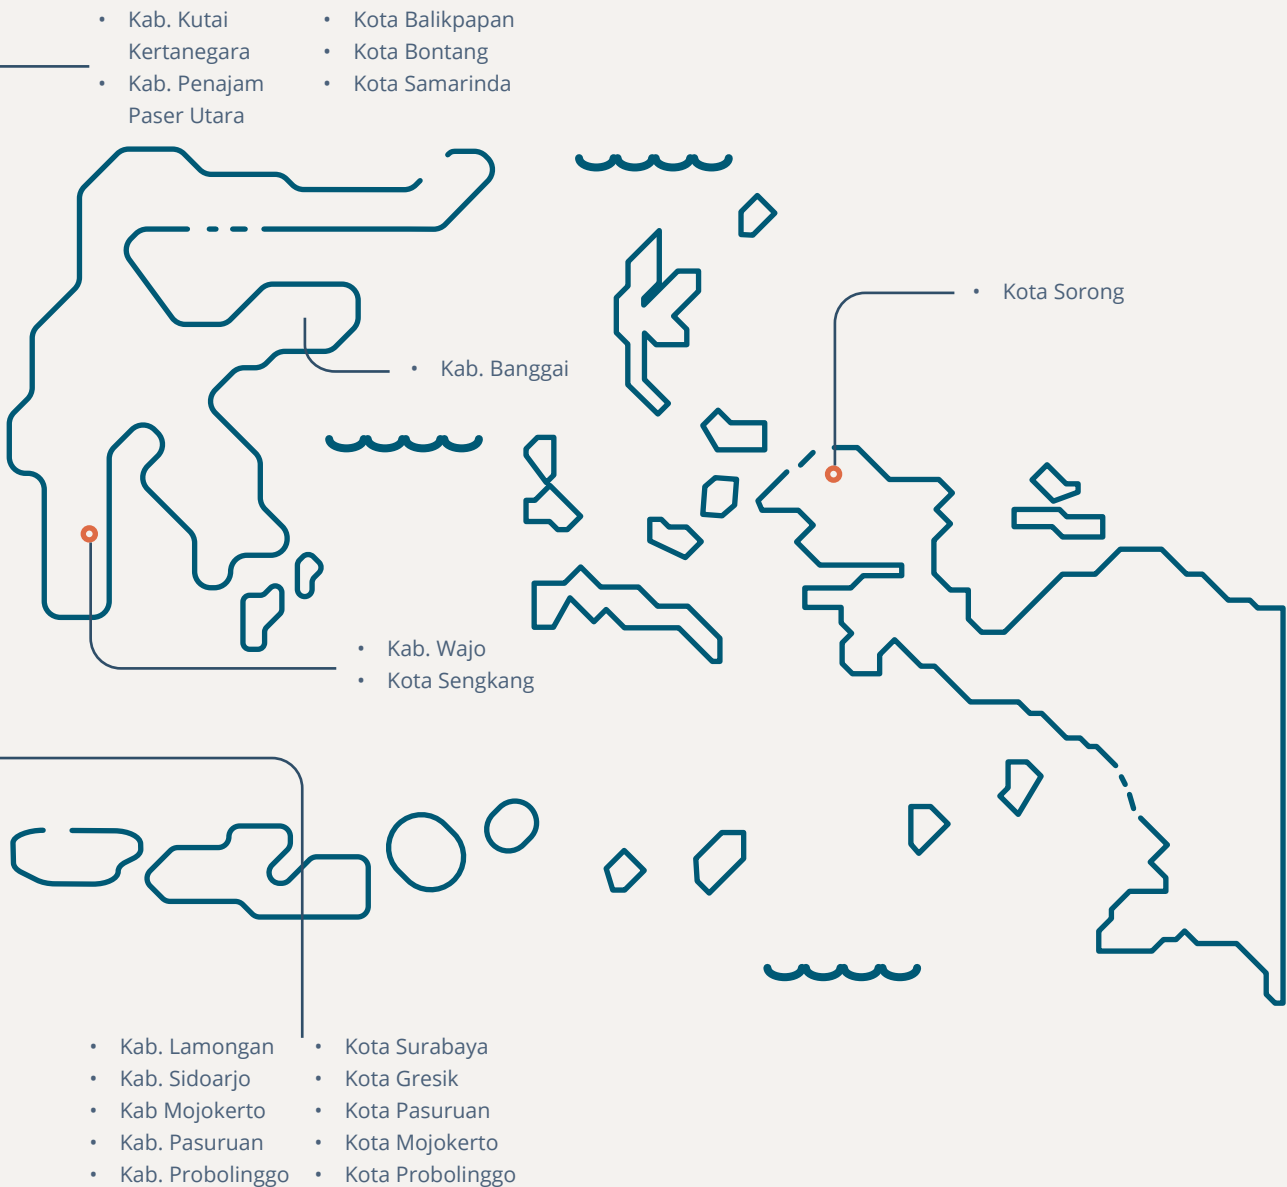 Kab. Kutai
Kertanegara
Kab. Penajam
Paser Utara
Kota Balikpapan
Kota Bontang
Kota Samarinda
Kota Sorong
Kab. Banggai
Kab. Wajo
Kota Sengkang
Kab. Lamongan
Kab. Sidoarjo
Kab Mojokerto
Kab. Pasuruan
Kab. Probolinggo
Kota Surabaya
Kota Gresik
Kota Pasuruan
Kota Mojokerto
Kota Probolinggo